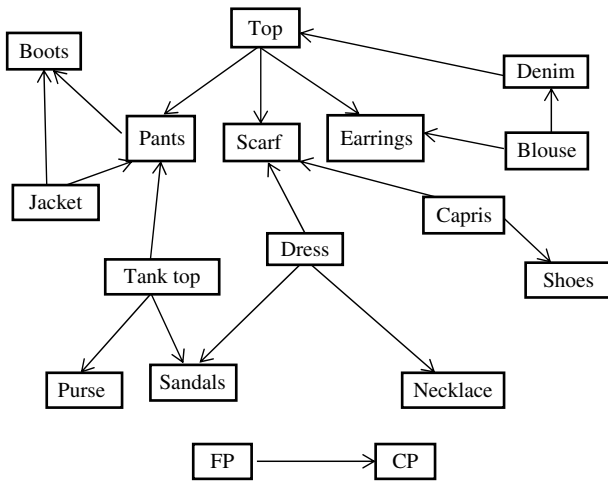 Top
Boots
Denim
Pants
Scarf
Earrings
Blouse
Jacket
Capris
Dress
Tank top
Shoes
Purse
Sandals
Necklace
FP
CP